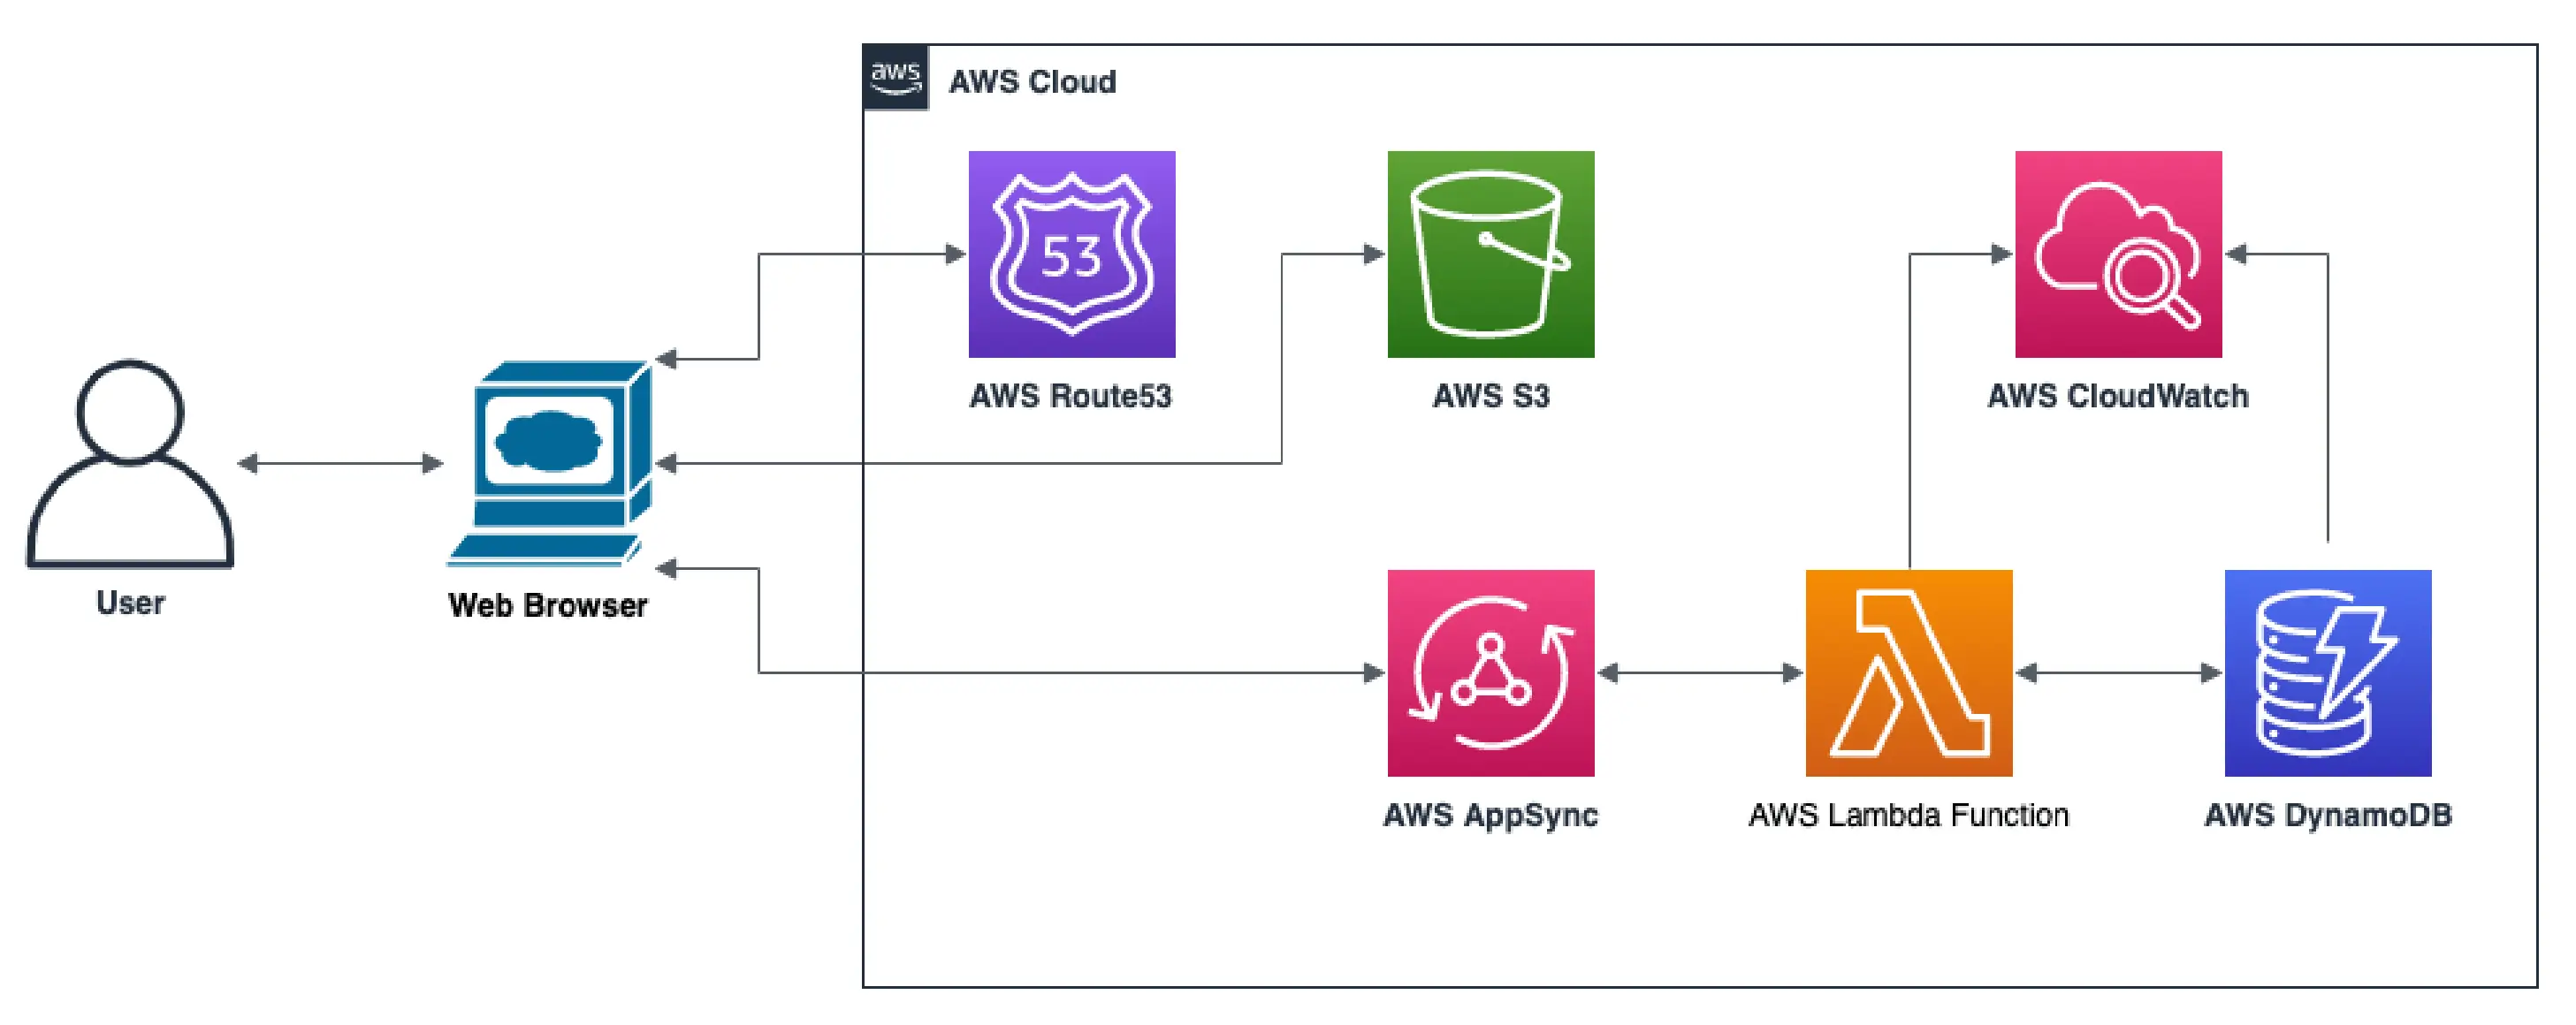 aws
AWS Cloud
53
AWS Route53
AWS S3
AWS CloudWatch
User
Web Browser
AWS AppSync
AWS Lambda Function
AWS DynamoDB